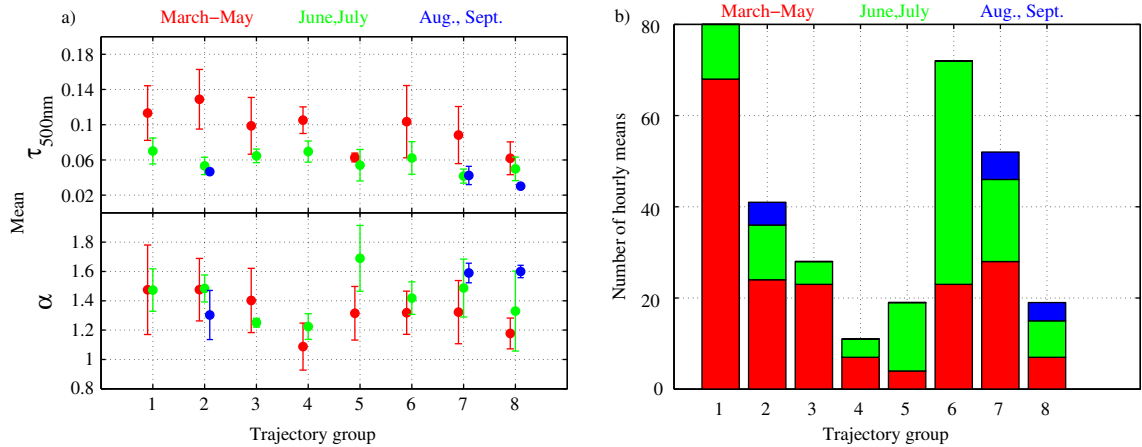 a) March−May June,July Aug., Sept.
0.18
0.14
0.1
0.06
0.02
τ500nm
Mean
1.8
1.6
1.4
1.2
1
0.8
α
1 2 3 4 5 6 7 8
Trajectory group
b) March−May June,July Aug., Sept.
80
60
40
20
0
Number of hourly means
1 2 3 4 5 6 7 8
Trajectory group